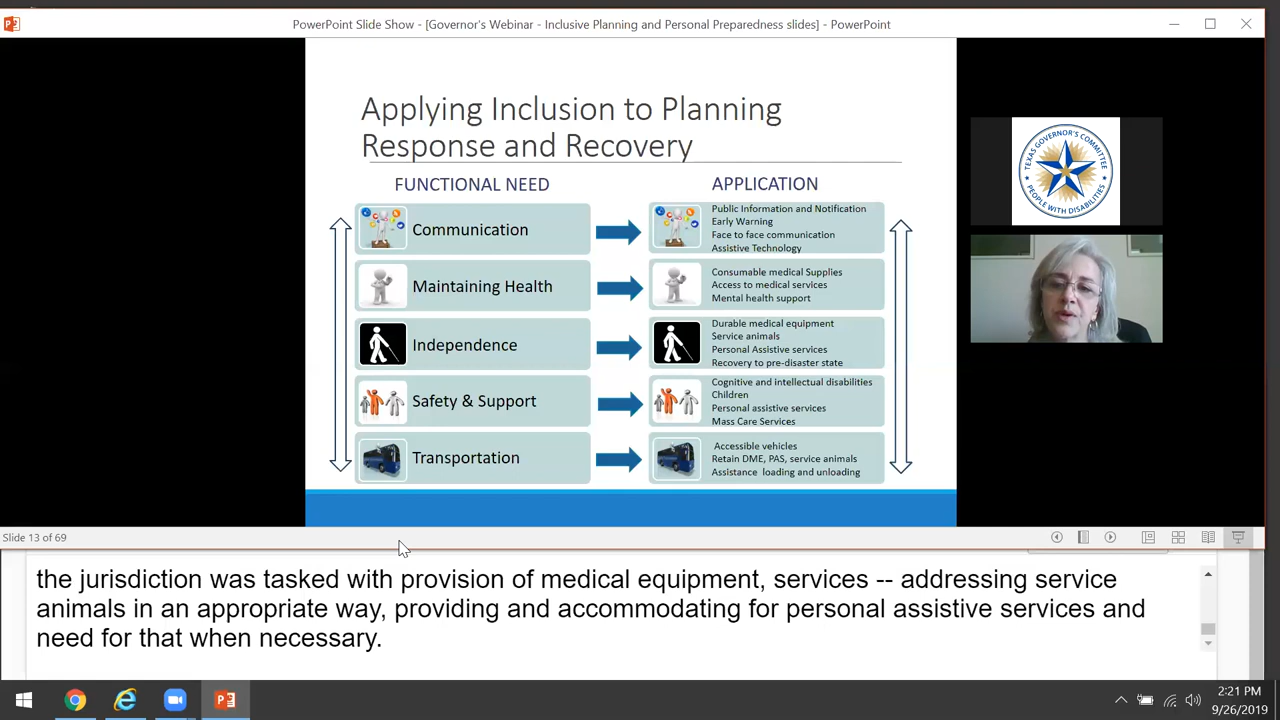 PowerPoint Slide Show - [Governor's Webinar - Inclusive Planning and Personal Preparedness slides] - PowerPoint
Applying Inclusion to Planning
Response and Recovery
FUNCTIONAL NEED
APPLICATION
Communication
Public Information and Notification
Early Warning
Face to face communication
Assistive Technology
Maintaining Health
Consumable medical Supplies
Access to medical services
Mental health support
Independence
Durable medical equipment
Service animals
Personal Assistive services
Recovery to pre-disaster state
Safety & Support
Cognitive and intellectual disabilities
Children
Personal assistive services
Mass Care Services
Transportation
Accessible vehicles
Retain DME, PAS, service animals
Assistance loading and unloading
TEXAS GOVERNOR'S COMMITTEE
PEOPLE WITH DISABILITIES
Slide 13 of 69
the jurisdiction was tasked with provision of medical equipment, services -- addressing service
animals in an appropriate way, providing and accommodating for personal assistive services and
need for that when necessary.
2:21 PM
9/26/2019